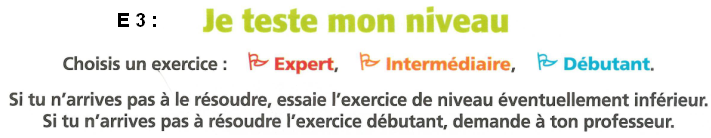 E 3 : Je teste mon niveau
Choisis un exercice : Expert, Intermédiaire, Débutant.
Si tu n'arrives pas à le résoudre, essaie l'exercice de niveau éventuellement inférieur.
Si tu n'arrives pas à résoudre l'exercice débutant, demande à ton professeur.